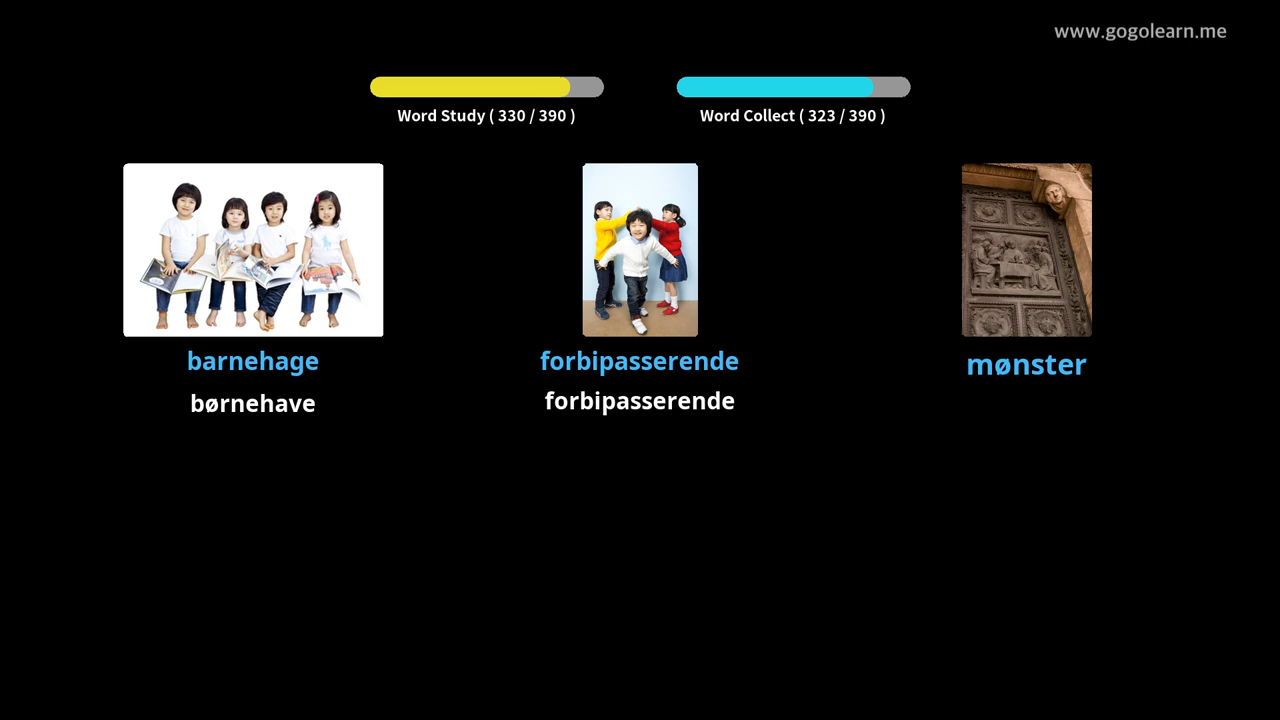 www.gogolearn.me
Word Study ( 330 / 390 )
Word Collect ( 323 / 390 )
barnehage
børnehave
forbipasserende
forbipasserende
mønster